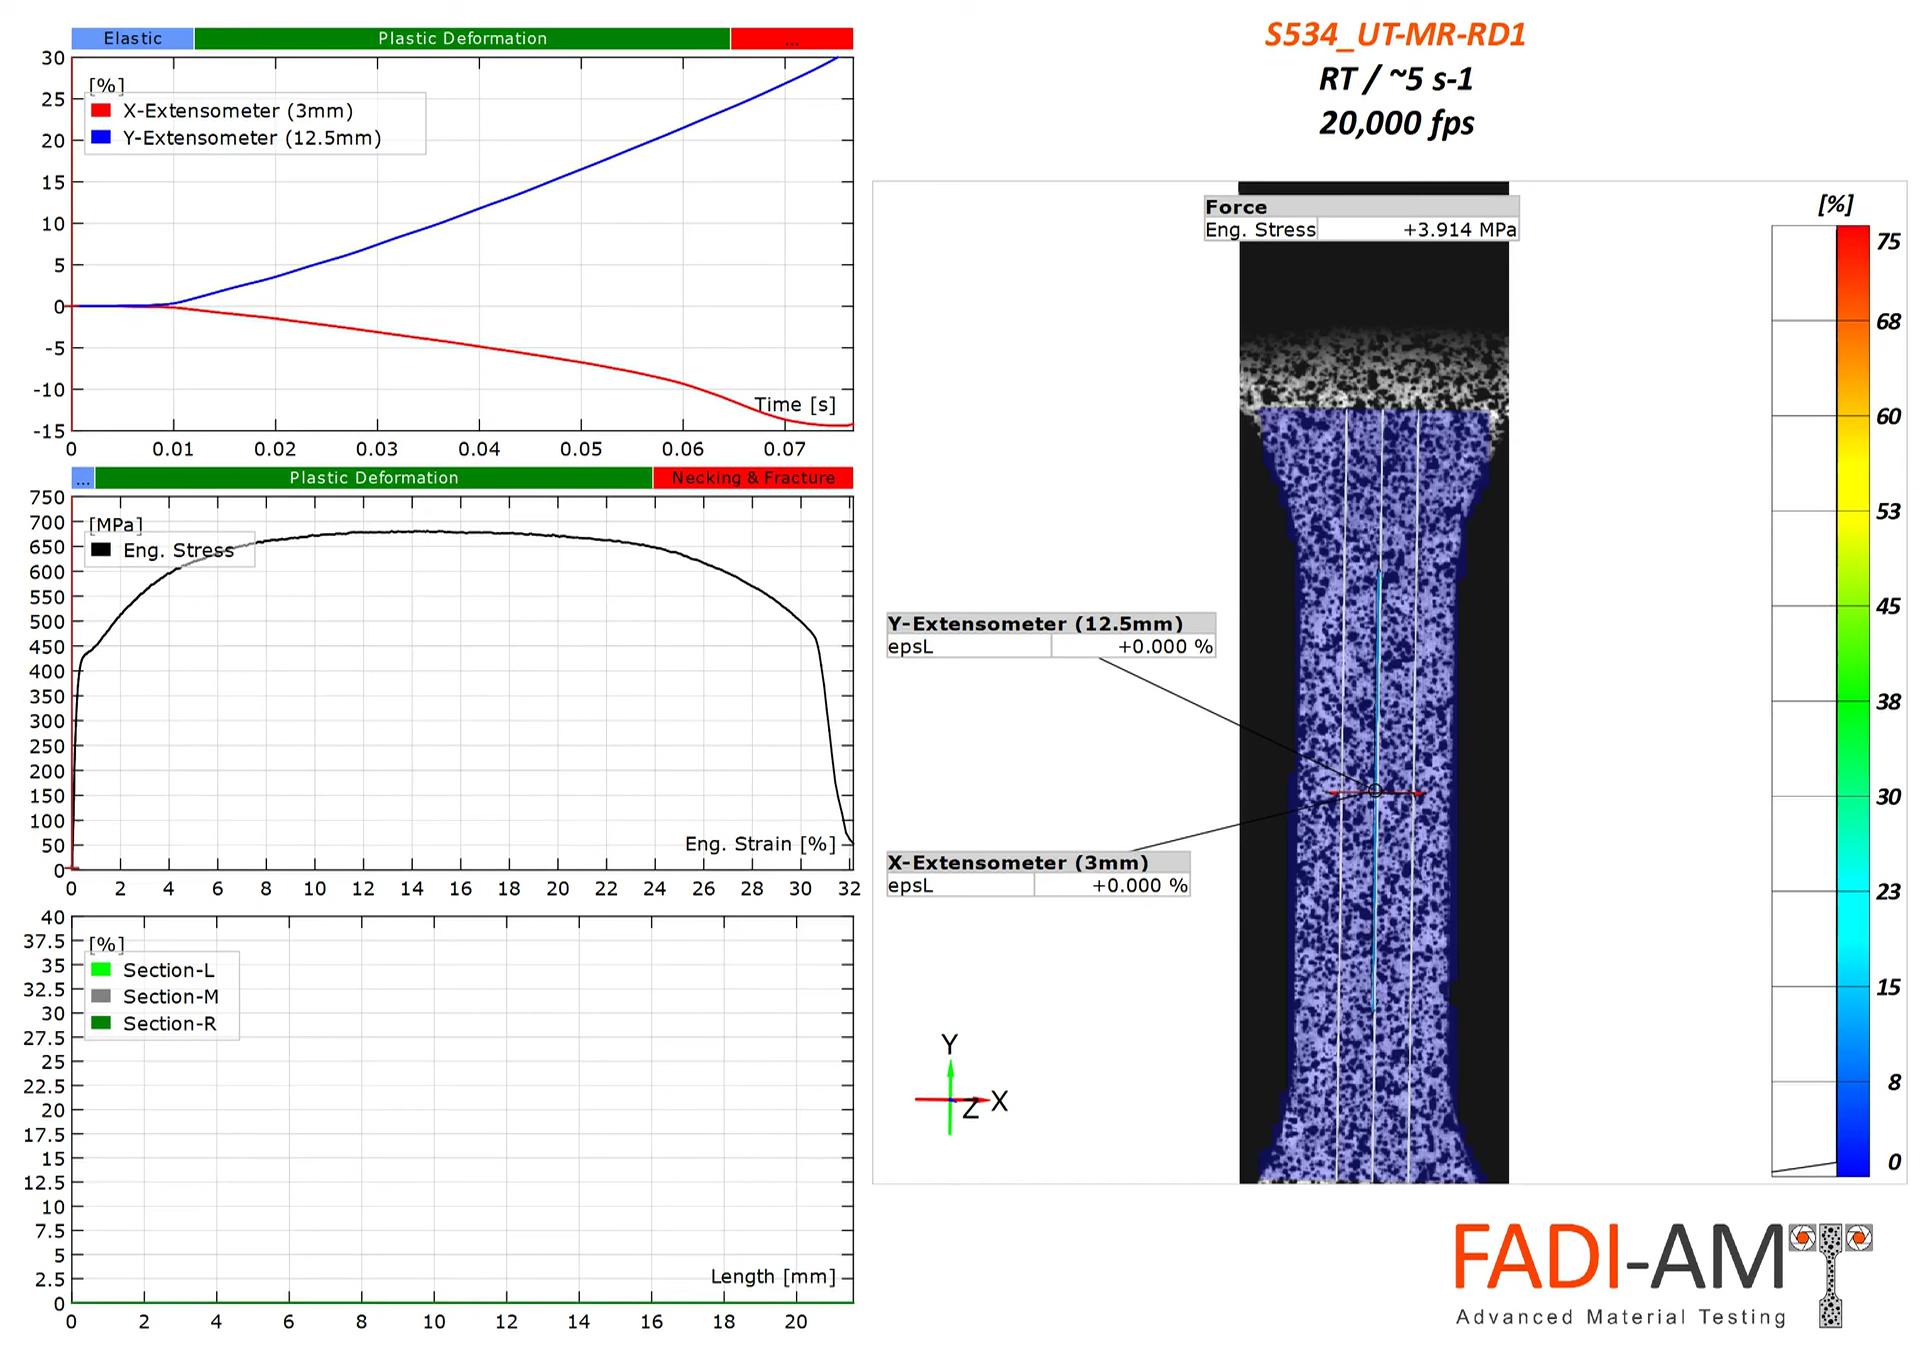 S534_UT-MR-RD1
RT / ~5 s-1
20,000 fps
Elastic
Plastic Deformation
...
[%]
X-Extensometer (3mm)
Y-Extensometer (12.5mm)
30
25
20
15
10
5
0
-5
-10
-15
Time [s]
0 0.01 0.02 0.03 0.04 0.05 0.06 0.07
...
Plastic Deformation
Necking & Fracture
[MPa]
Eng. Stress
750
700
650
600
550
500
450
400
350
300
250
200
150
100
50
0
Eng. Strain [%]
0 2 4 6 8 10 12 14 16 18 20 22 24 26 28 30 32
[%]
Section-L
Section-M
Section-R
40
37.5
35
32.5
30
27.5
25
22.5
20
17.5
15
12.5
10
7.5
5
2.5
0
Length [mm]
0 2 4 6 8 10 12 14 16 18 20
Force
Eng. Stress +3.914 MPa
Y-Extensometer (12.5mm)
epsL +0.000 %
X-Extensometer (3mm)
epsL +0.000 %
Y
Z X
[%]
75
68
60
53
45
38
30
23
15
8
0
FADI-AMT
Advanced Material Testing